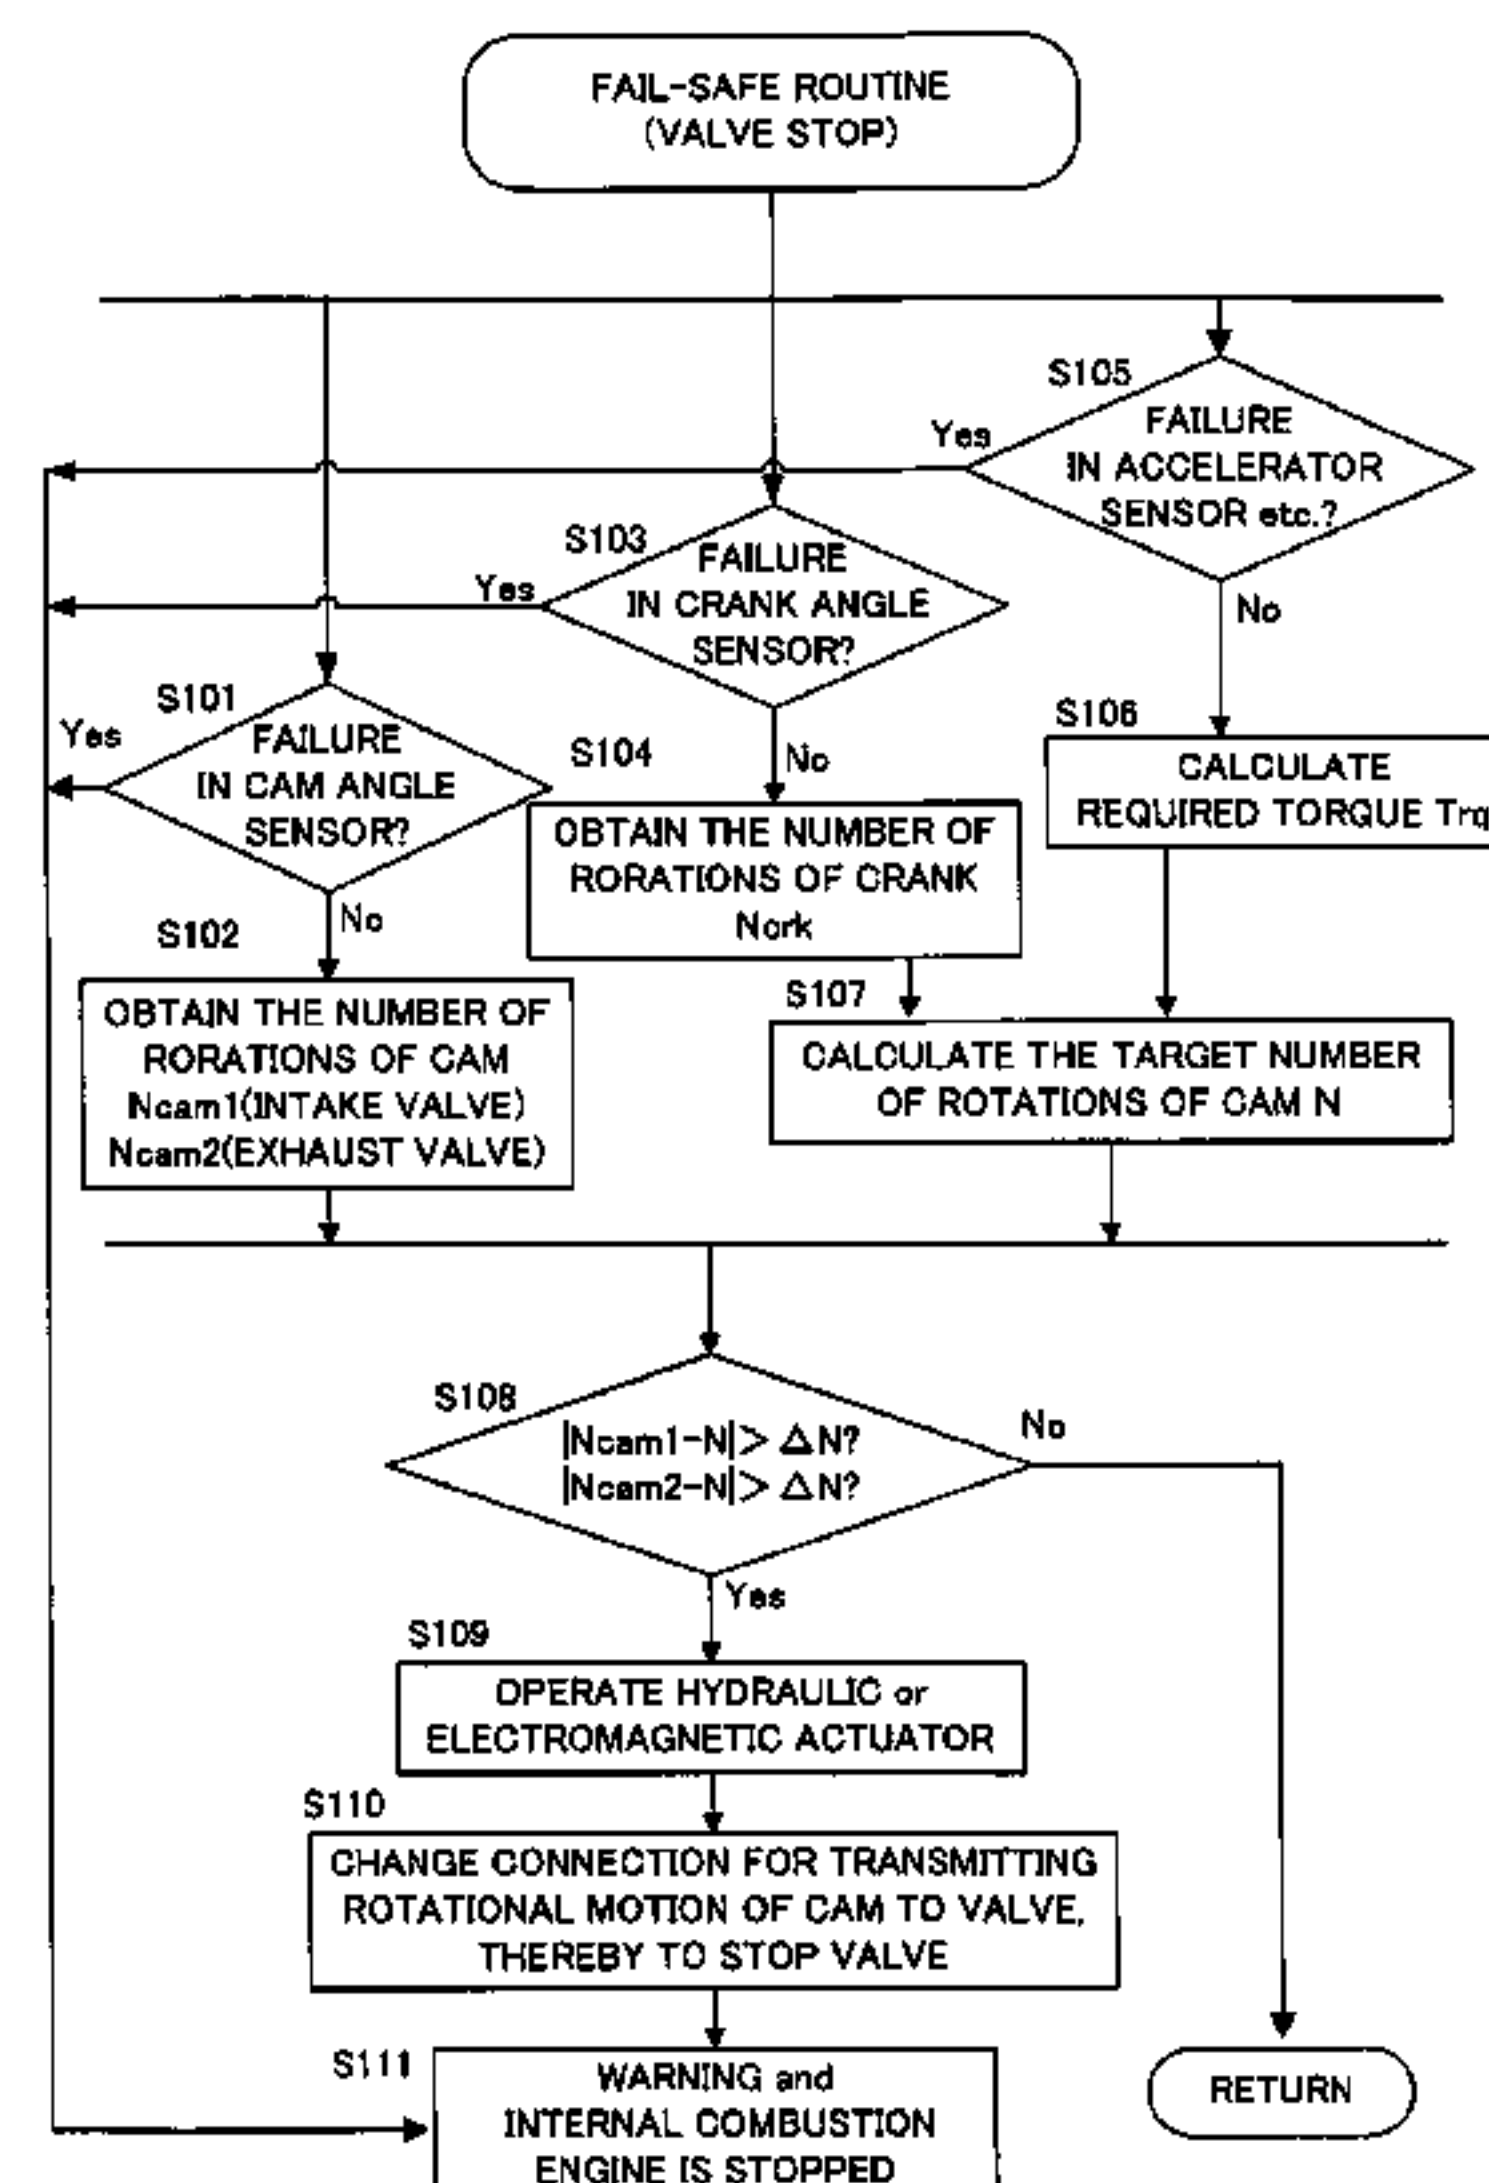 FAIL-SAFE ROUTINE
(VALVE STOP)
S105
FAILURE
IN ACCELERATOR
SENSOR etc.?
Yes
No
S103
FAILURE
IN CRANK ANGLE
SENSOR?
Yes
No
S101
FAILURE
IN CAM ANGLE
SENSOR?
Yes
No
S104
OBTAIN THE NUMBER OF
RORATIONS OF CRANK
Ncrk
S106
CALCULATE
REQUIRED TORQUE Trq
S102
OBTAIN THE NUMBER OF
RORATIONS OF CAM
Ncam1(INTAKE VALVE)
Ncam2(EXHAUST VALVE)
S107
CALCULATE THE TARGET NUMBER
OF ROTATIONS OF CAM N
S108
|Ncam1-N|> ΔN?
|Ncam2-N|> ΔN?
No
Yes
S109
OPERATE HYDRAULIC or
ELECTROMAGNETIC ACTUATOR
S110
CHANGE CONNECTION FOR TRANSMITTING
ROTATIONAL MOTION OF CAM TO VALVE,
THEREBY TO STOP VALVE
S111
WARNING and
INTERNAL COMBUSTION
ENGINE IS STOPPED
RETURN